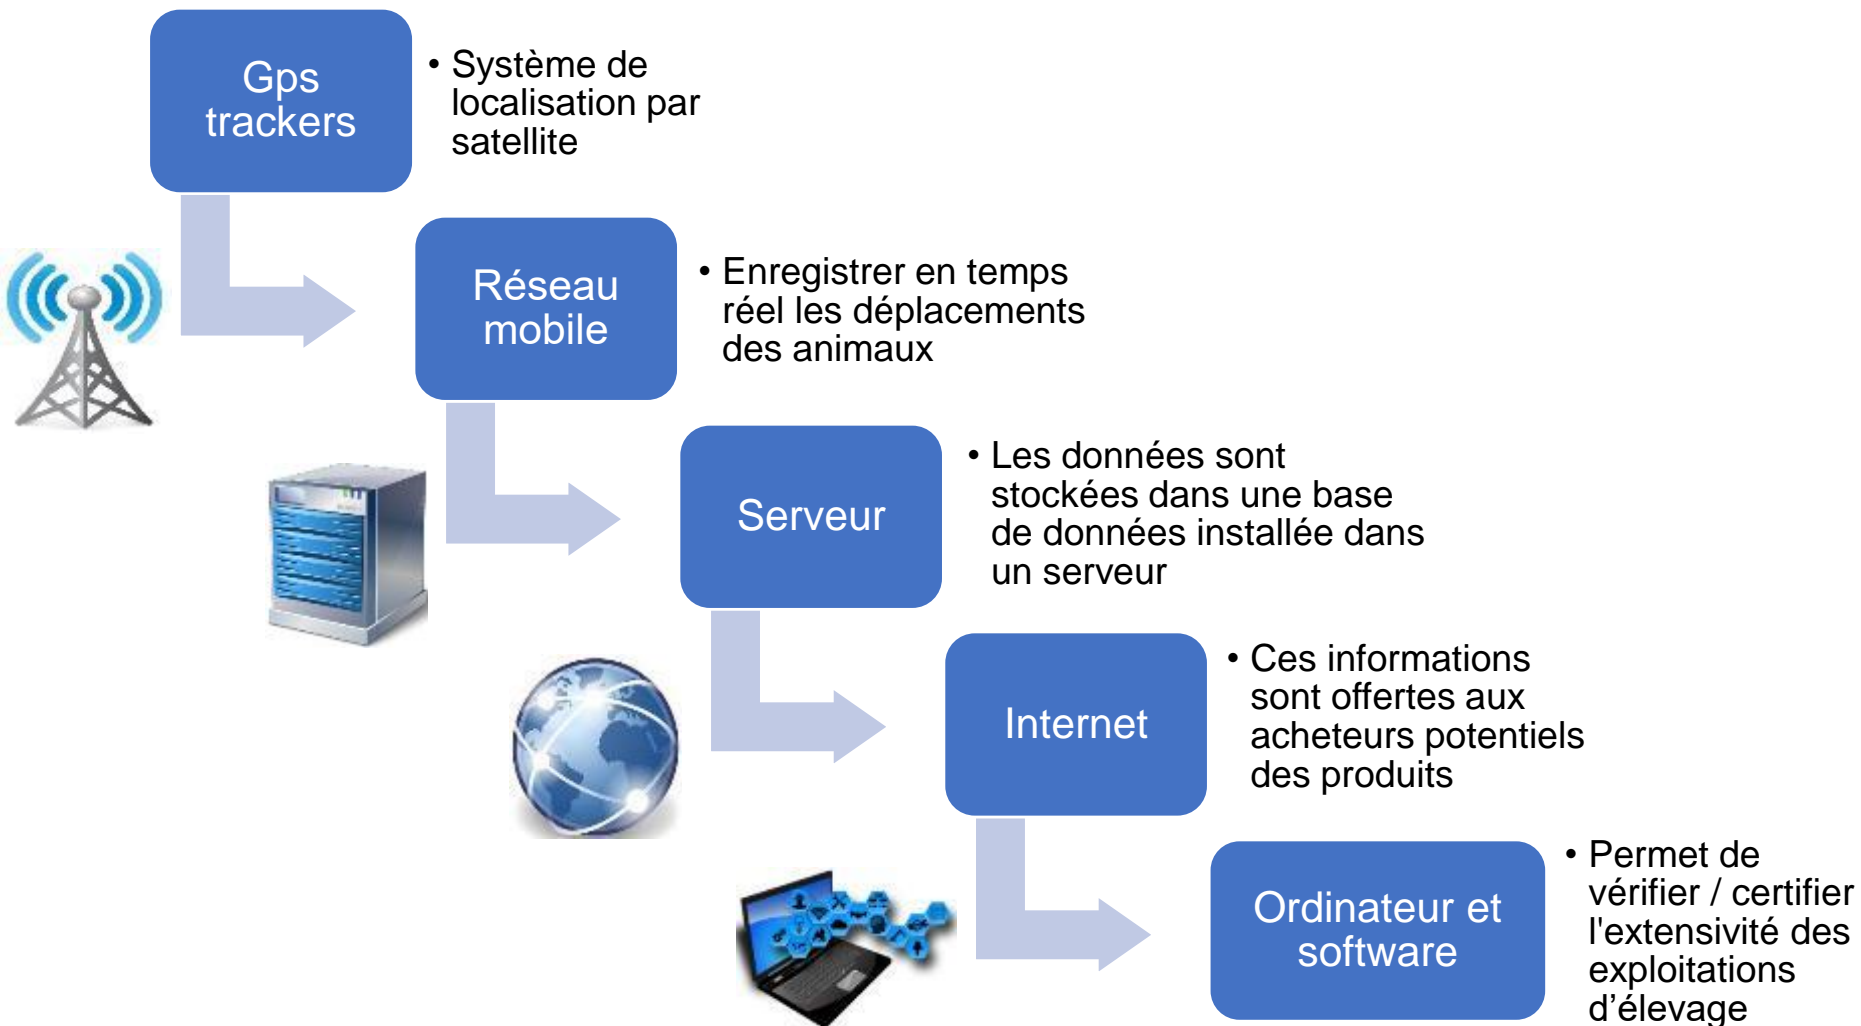 Gps
trackers
• Système de
localisation par
satellite
Réseau
mobile
• Enregistrer en temps
réel les déplacements
des animaux
Serveur
• Les données sont
stockées dans une base
de données installée dans
un serveur
Internet
• Ces informations
sont offertes aux
acheteurs potentiels
des produits
Ordinateur et
software
• Permet de
vérifier / certifier
l'extensivité des
exploitations
d’élevage